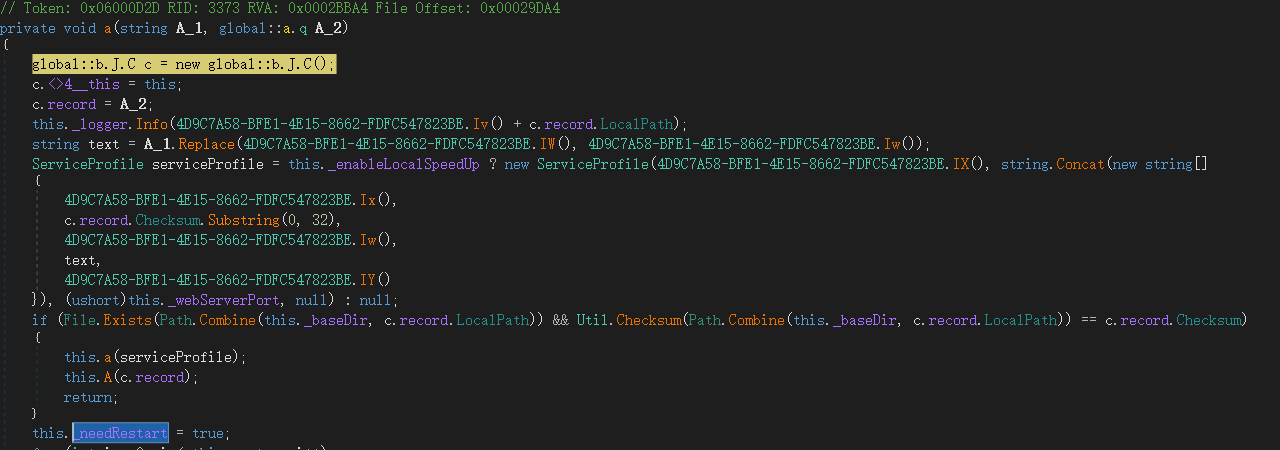 // Token: 0x06000D2D RID: 3373 RVA: 0x0002BBA4 File Offset: 0x00029DA4
private void a(string A_1, global::a.q A_2)
{
global::b.J.C c = new global::b.J.C();
c.<>4__this = this;
c.record = A_2;
this._logger.Info(4D9C7A58-BFE1-4E15-8662-FDFC547823BE.Iv() + c.record.LocalPath);
string text = A_1.Replace(4D9C7A58-BFE1-4E15-8662-FDFC547823BE.IW(), 4D9C7A58-BFE1-4E15-8662-FDFC547823BE.Iw());
ServiceProfile serviceProfile = this._enableLocalSpeedUp ? new ServiceProfile(4D9C7A58-BFE1-4E15-8662-FDFC547823BE.IX(), string.Concat(new string[]
{
4D9C7A58-BFE1-4E15-8662-FDFC547823BE.Ix(),
c.record.Checksum.Substring(0, 32),
4D9C7A58-BFE1-4E15-8662-FDFC547823BE.Iw(),
text,
4D9C7A58-BFE1-4E15-8662-FDFC547823BE.IY()
}), (ushort)this._webServerPort, null) : null;
if (File.Exists(Path.Combine(this._baseDir, c.record.LocalPath)) && Util.Checksum(Path.Combine(this._baseDir, c.record.LocalPath)) == c.record.Checksum)
{
this.a(serviceProfile);
this.A(c.record);
return;
}
this._needRestart = true;